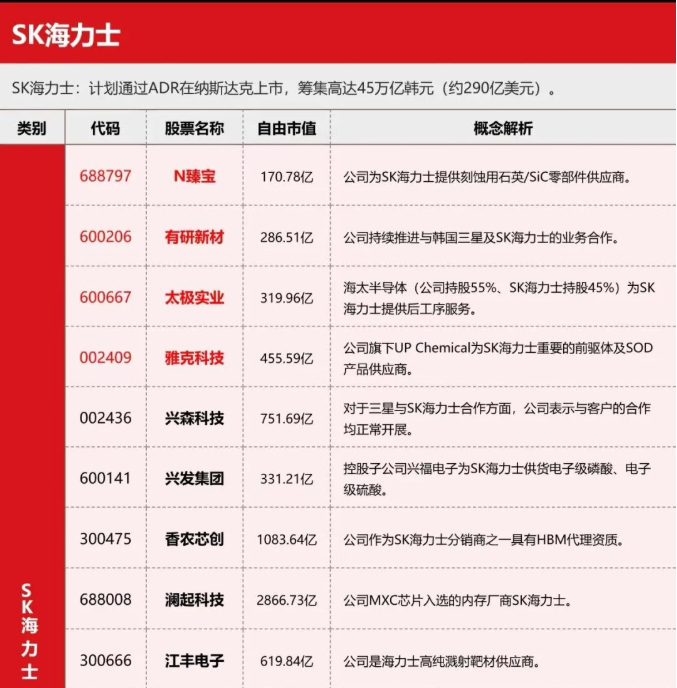 SK海力士
SK海力士：计划通过ADR在纳斯达克上市，筹集高达45万亿韩元（约290亿美元）。
类别 代码 股票名称 自由市值 概念解析
688797 N臻宝 170.78亿 公司为SK海力士提供刻蚀用石英/SiC零部件供应商。
600206 有研新材 286.51亿 公司持续推进与韩国三星及SK海力士的业务合作。
600667 太极实业 319.96亿 海太半导体（公司持股55%、SK海力士持股45%）为SK
海力士提供后工序服务。
002409 雅克科技 455.59亿 公司旗下UP Chemical为SK海力士重要的前驱体及SOD
产品供应商。
002436 兴森科技 751.69亿 对于三星与SK海力士合作方面，公司表示与客户的合作
均正常开展。
600141 兴发集团 331.21亿 控股子公司兴福电子为SK海力士供货电子级磷酸、电子
级硫酸。
300475 香农芯创 1083.64亿 公司作为SK海力士分销商之一具有HBM代理资质。
688008 澜起科技 2866.73亿 公司MXC芯片入选的内存厂商SK海力士。
300666 江丰电子 619.84亿 公司是海力士高纯溅射靶材供应商。
SK海力士